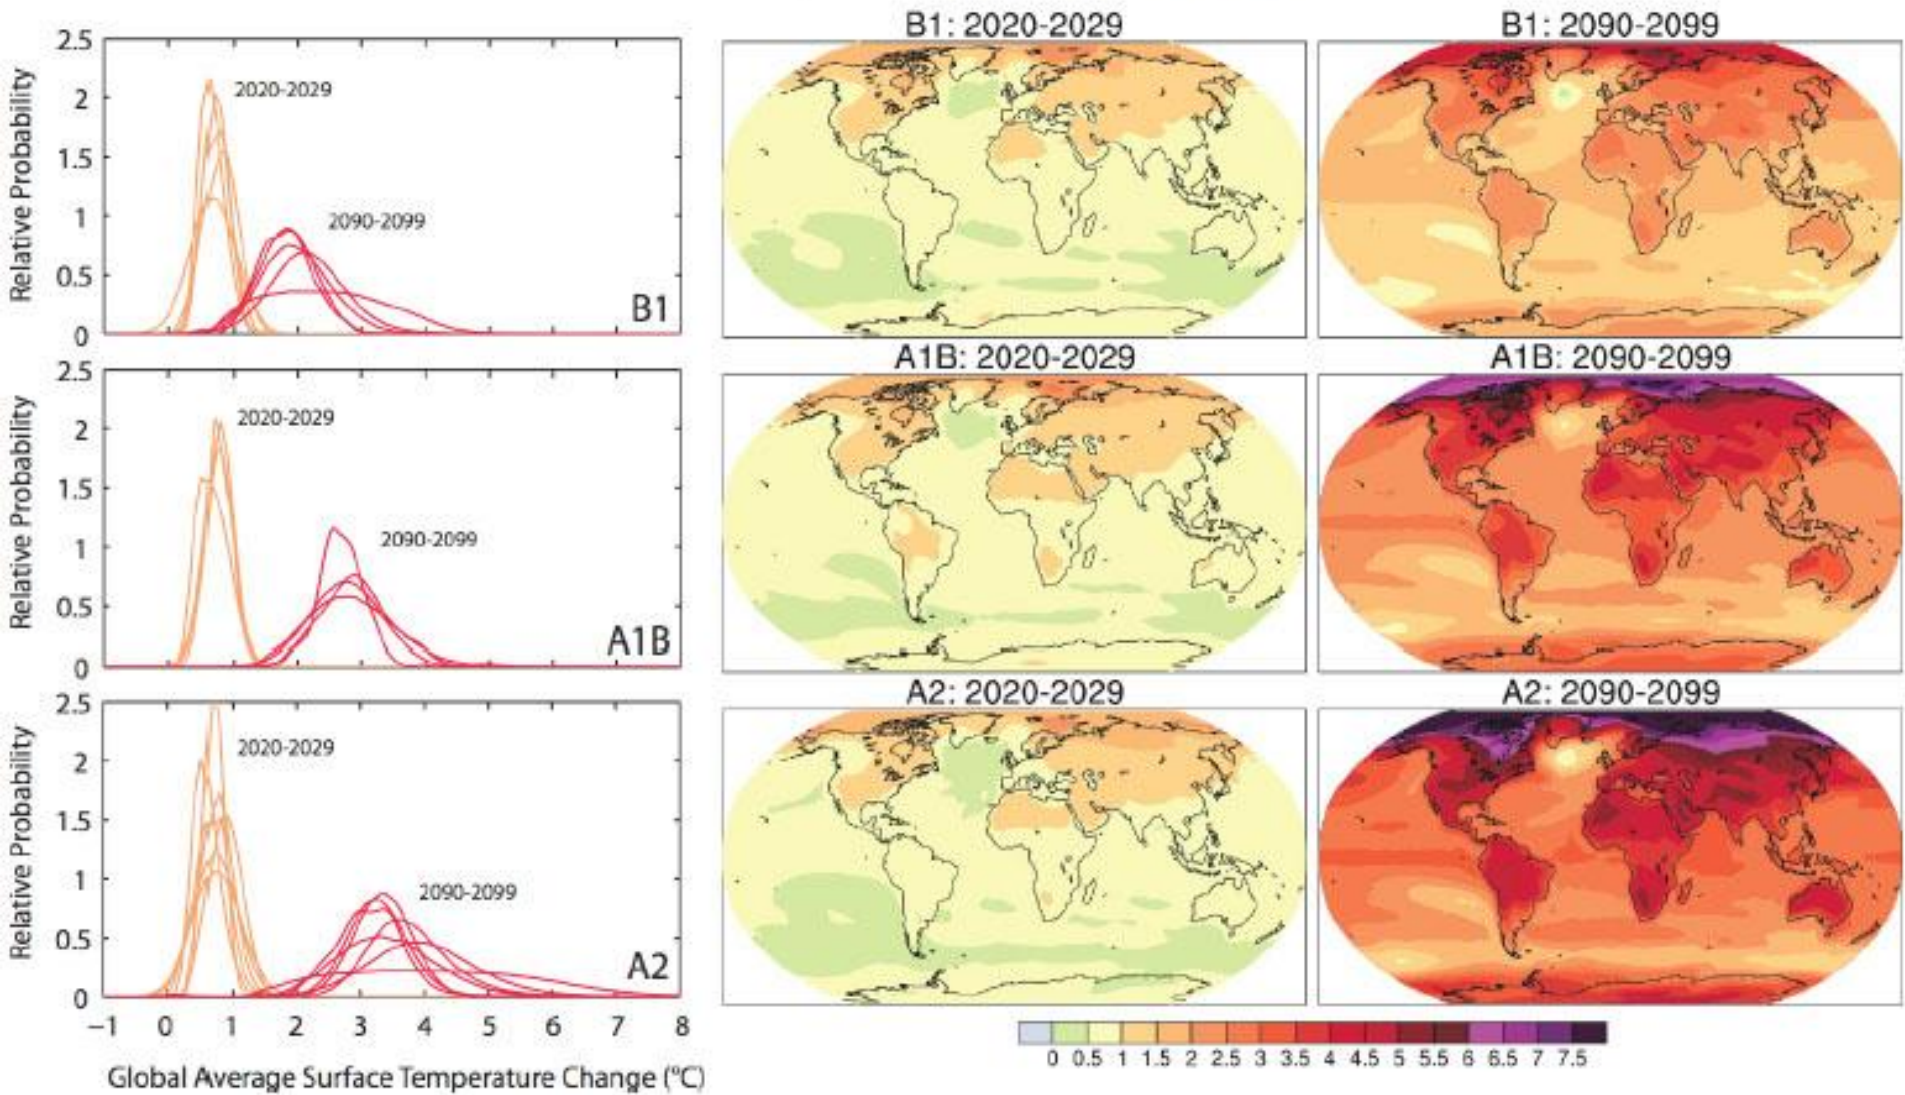 B1: 2020-2029
B1: 2090-2099
2.5
2
1.5
1
0.5
0
Relative Probability
2020-2029
2090-2099
B1
A1B: 2020-2029
A1B: 2090-2099
2.5
2
1.5
1
0.5
0
Relative Probability
2020-2029
2090-2099
A1B
A2: 2020-2029
A2: 2090-2099
2.5
2
1.5
1
0.5
0
Relative Probability
2020-2029
2090-2099
A2
−1 0 1 2 3 4 5 6 7 8
Global Average Surface Temperature Change (°C)
0 0.5 1 1.5 2 2.5 3 3.5 4 4.5 5 5.5 6 6.5 7 7.5